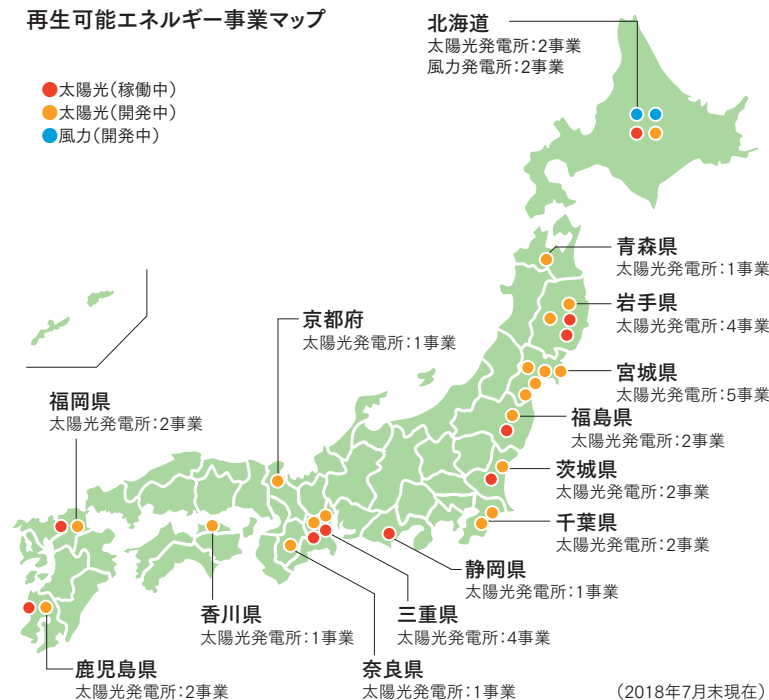 再生可能エネルギー事業マップ
太陽光（稼働中）
太陽光（開発中）
風力（開発中）
北海道
太陽光発電所：2事業
風力発電所：2事業
青森県
太陽光発電所：1事業
岩手県
太陽光発電所：4事業
京都府
太陽光発電所：1事業
宮城県
太陽光発電所：5事業
福岡県
太陽光発電所：2事業
福島県
太陽光発電所：2事業
茨城県
太陽光発電所：2事業
千葉県
太陽光発電所：2事業
静岡県
太陽光発電所：1事業
香川県
太陽光発電所：1事業
三重県
太陽光発電所：4事業
鹿児島県
太陽光発電所：2事業
奈良県
太陽光発電所：1事業
（2018年7月末現在）